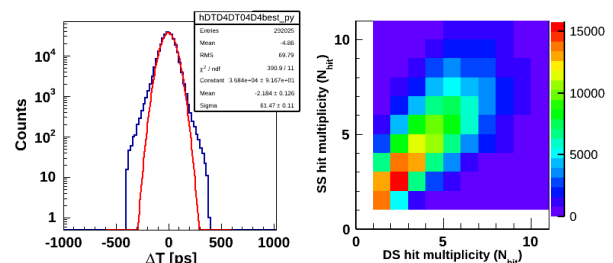 hDTD4DT04D4best_py
Entries 292025
Mean -4.86
RMS 69.79
χ² / ndf 390.9 / 11
Constant 3.684e+04 ± 9.167e+01
Mean -2.184 ± 0.126
Sigma 61.47 ± 0.11
Counts
10⁴
10³
10²
10
1
-1000 -500 0 500 1000
ΔT [ps]
SS hit multiplicity (N_hit)
10
5
0
0 5 10
DS hit multiplicity (N_hit)
15000
10000
5000
0